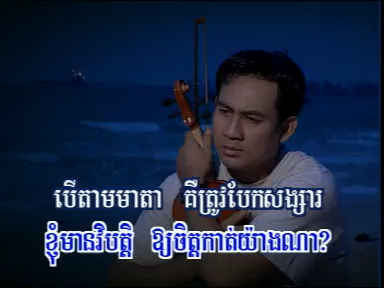 បើតាមមាតា គឺត្រូវបែកសង្សារ
ខ្ញុំមានវិបត្តិ ឱ្យចិត្តកាត់យ៉ាងណា?